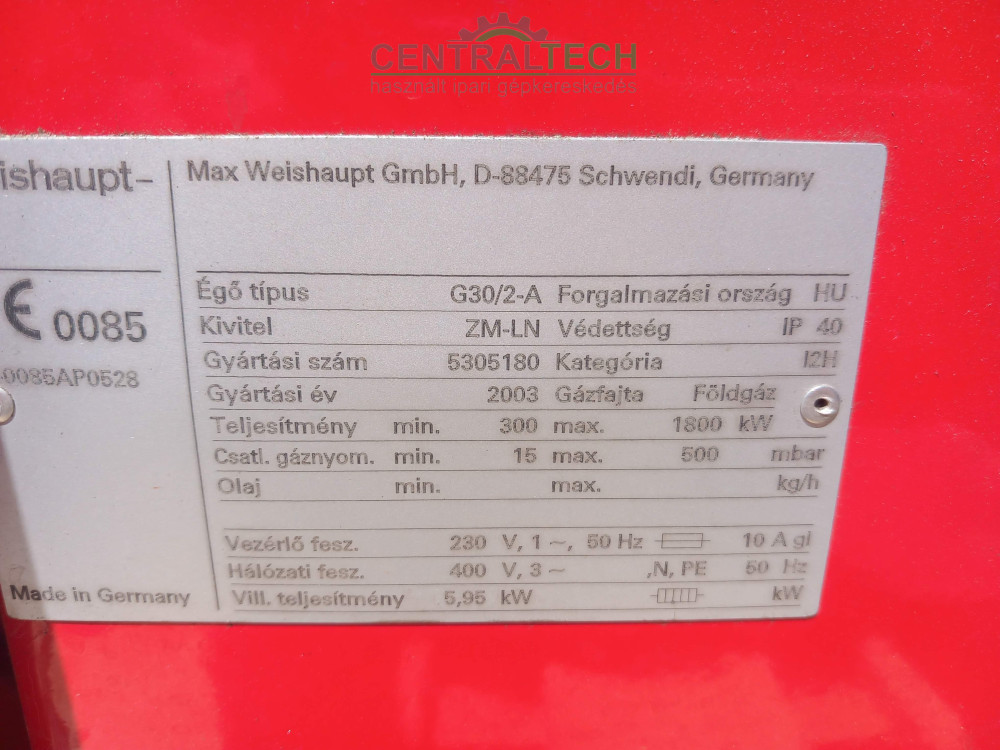 CENTRALTECH
használt ipari gépkereskedés
ishaupt-
Max Weishaupt GmbH, D-88475 Schwendi, Germany
CE 0085
0085AP0528
Égő típus G30/2-A Forgalmazási ország HU
Kivitel ZM-LN Védettség IP 40
Gyártási szám 5305180 Kategória I2H
Gyártási év 2003 Gázfajta Földgáz
Teljesítmény min. 300 max. 1800 kW
Csatl. gáznyom. min. 15 max. 500 mbar
Olaj min. max. kg/h
Vezérlő fesz. 230 V, 1 ~, 50 Hz 10 A gl
Hálózati fesz. 400 V, 3 ~ ,N, PE 50 Hz
Vill. teljesítmény 5,95 kW kW
Made in Germany